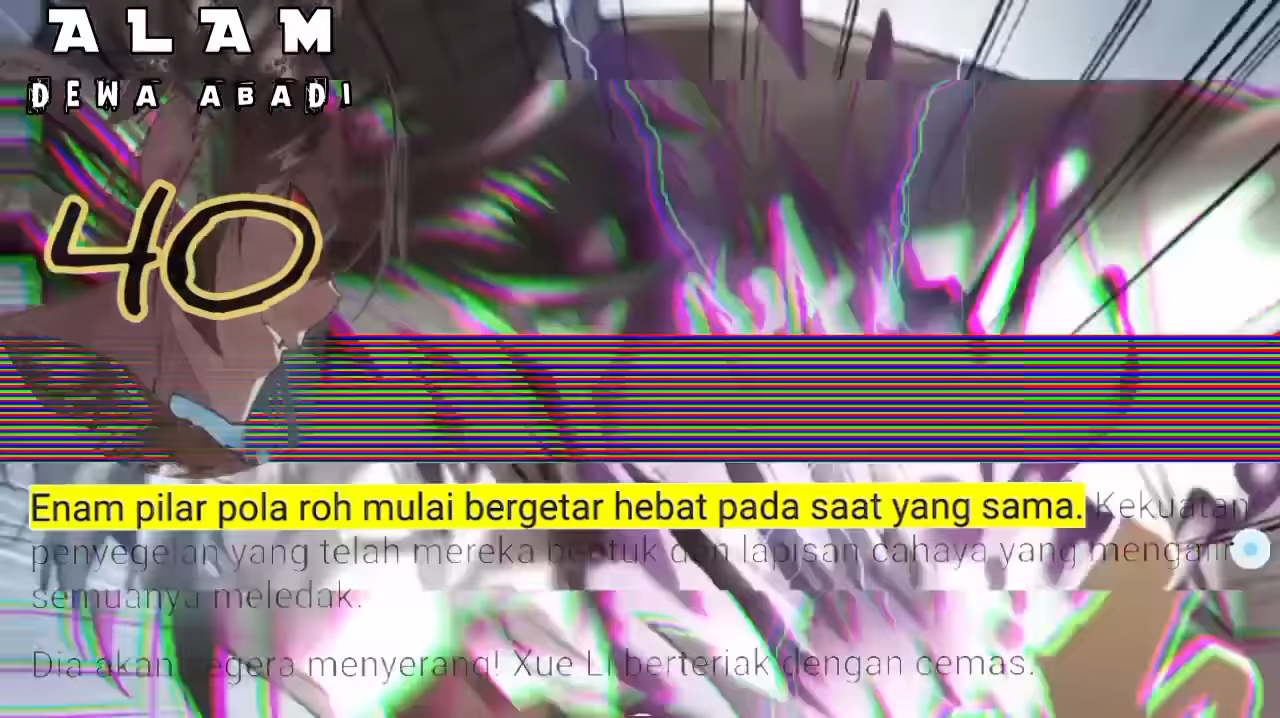 ALAM
DEWA ABADI
40
Enam pilar pola roh mulai bergetar hebat pada saat yang sama. Kekuatan
penyegelan yang telah mereka bentuk dan lapisan cahaya yang mengalir
semuanya meledak.
Dia akan segera menyerang! Xue Li berteriak dengan cemas.